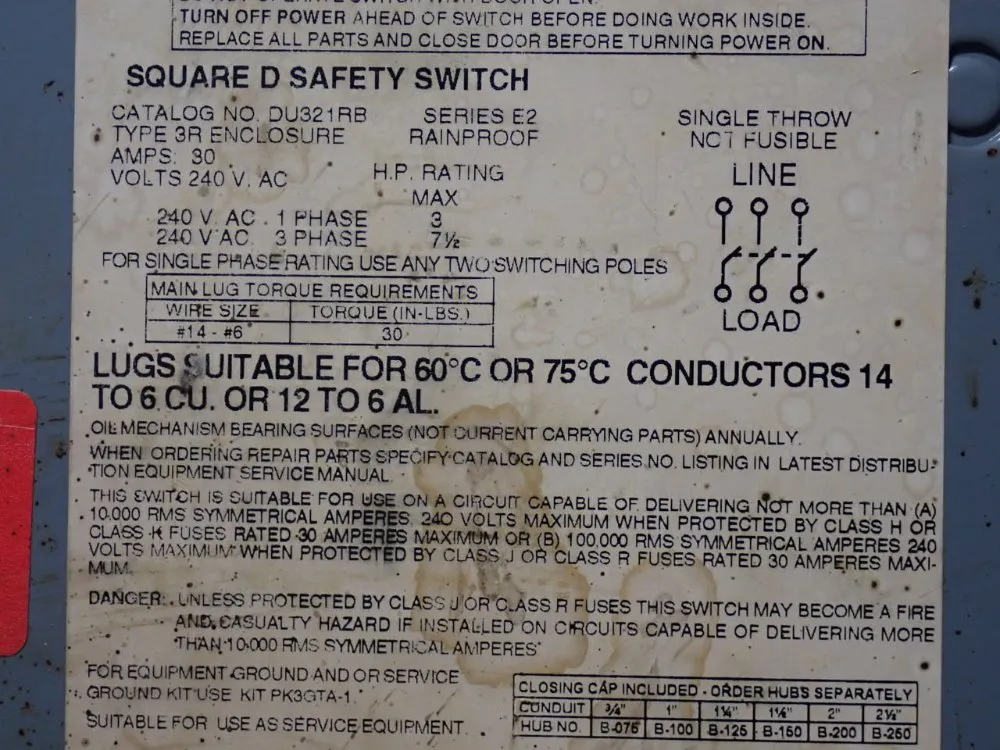 TURN OFF POWER AHEAD OF SWITCH BEFORE DOING WORK INSIDE.
REPLACE ALL PARTS AND CLOSE DOOR BEFORE TURNING POWER ON.
SQUARE D SAFETY SWITCH
CATALOG NO. DU321RB SERIES E2
TYPE 3R ENCLOSURE RAINPROOF
AMPS: 30
VOLTS 240 V. AC H.P. RATING
MAX
240 V. AC . 1 PHASE 3
240 V AC. 3 PHASE 7½
FOR SINGLE PHASE RATING USE ANY TWO SWITCHING POLES
SINGLE THROW
NOT FUSIBLE
LINE
LOAD
MAIN LUG TORQUE REQUIREMENTS
WIRE SIZE TORQUE (IN-LBS.)
#14 - #6 30
LUGS SUITABLE FOR 60°C OR 75°C CONDUCTORS 14
TO 6 CU. OR 12 TO 6 AL.
OIL MECHANISM BEARING SURFACES (NOT CURRENT CARRYING PARTS) ANNUALLY.
WHEN ORDERING REPAIR PARTS SPECIFY CATALOG AND SERIES NO. LISTING IN LATEST DISTRIBU-
TION EQUIPMENT SERVICE MANUAL
THIS SWITCH IS SUITABLE FOR USE ON A CIRCUIT CAPABLE OF DELIVERING NOT MORE THAN (A)
10,000 RMS SYMMETRICAL AMPERES. 240 VOLTS MAXIMUM WHEN PROTECTED BY CLASS H OR
CLASS K FUSES RATED 30 AMPERES MAXIMUM OR (B) 100,000 RMS SYMMETRICAL AMPERES 240
VOLTS MAXIMUM WHEN PROTECTED BY CLASS J OR CLASS R FUSES RATED 30 AMPERES MAXI-
MUM.
DANGER: UNLESS PROTECTED BY CLASS J OR CLASS R FUSES THIS SWITCH MAY BECOME A FIRE
AND CASUALTY HAZARD IF INSTALLED ON CIRCUITS CAPABLE OF DELIVERING MORE
THAN 10,000 RMS SYMMETRICAL AMPERES
FOR EQUIPMENT GROUND AND OR SERVICE
GROUND KIT USE KIT PK3GTA-1
SUITABLE FOR USE AS SERVICE EQUIPMENT.
CLOSING CAP INCLUDED - ORDER HUBS SEPARATELY
CONDUIT ¾" 1" 1¼" 1½" 2" 2½"
HUB NO. B-075 B-100 B-125 B-150 B-200 B-250